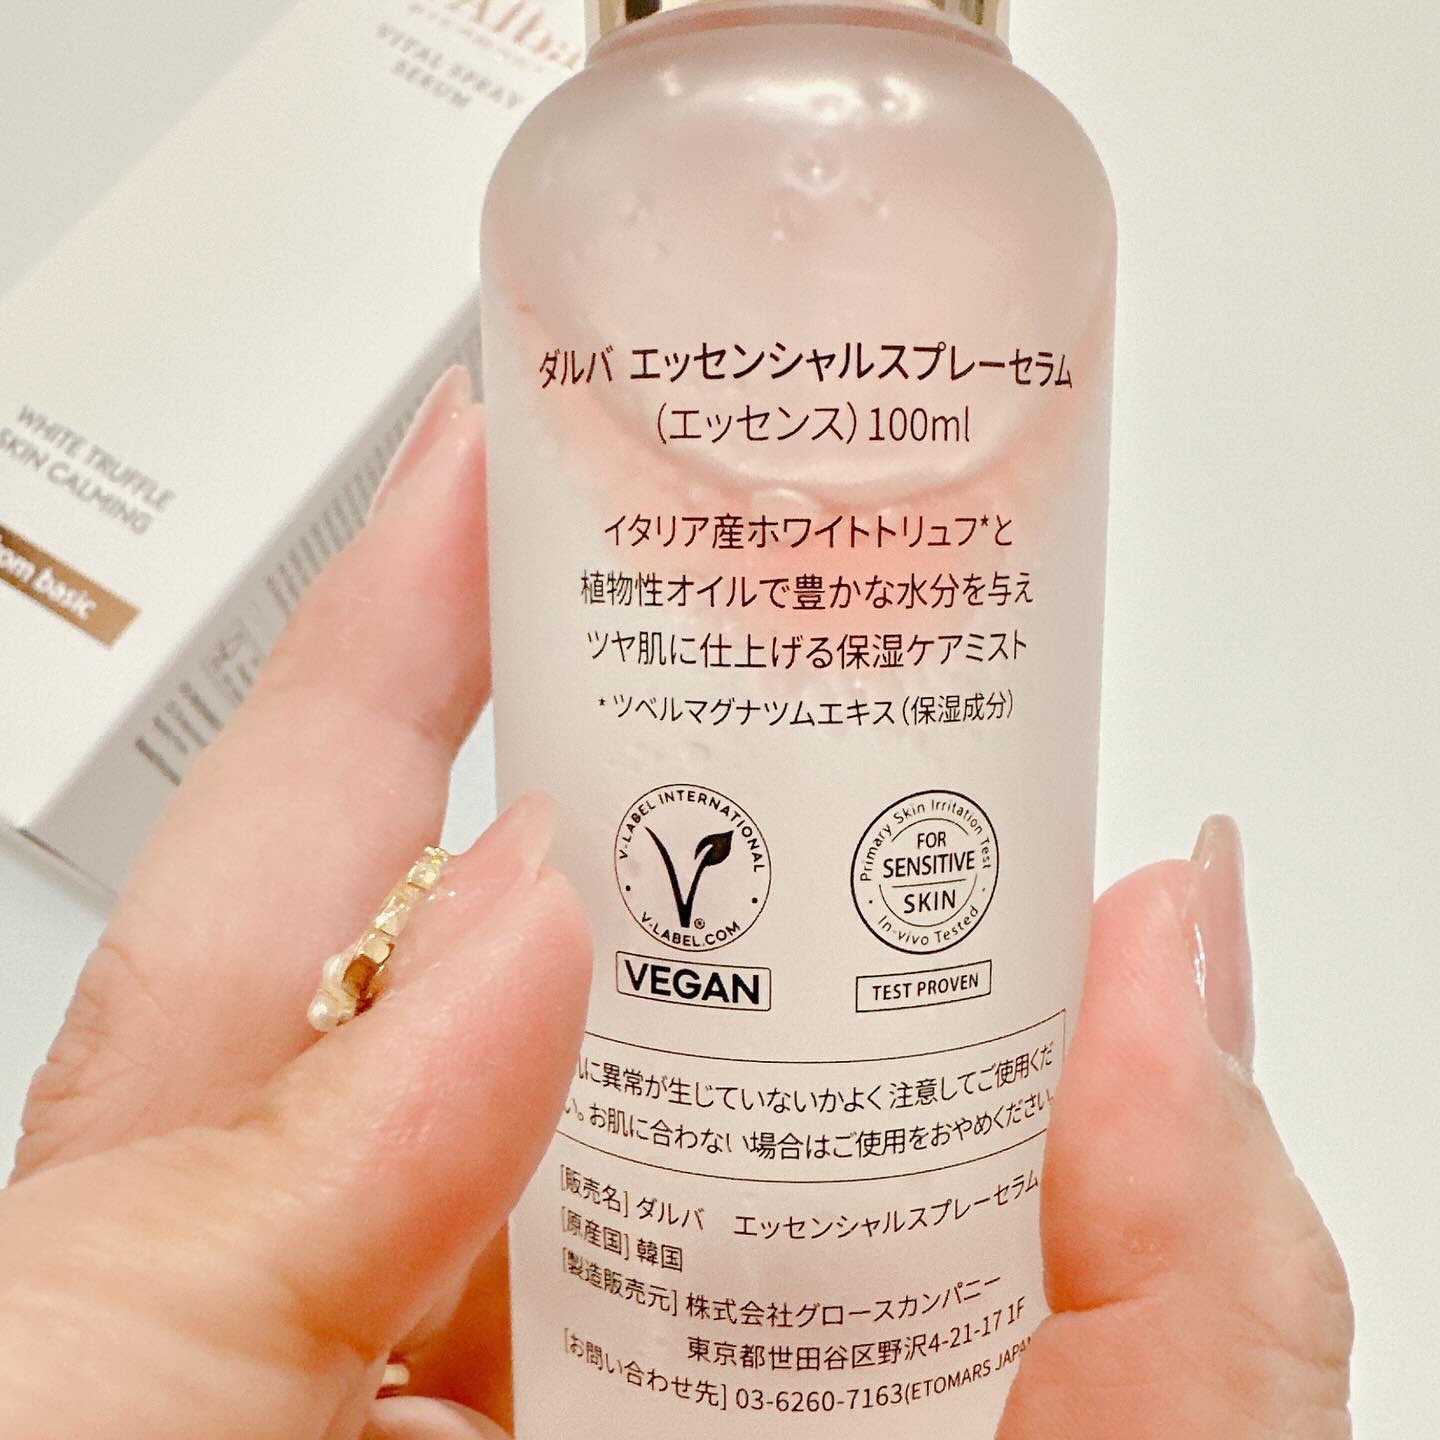 VITAL SPRAY
SERUM
WHITE TRUFFLE
SKIN CALMING
basic
ダルバ エッセンシャルスプレーセラム
(エッセンス) 100ml
イタリア産ホワイトトリュフ*と
植物性オイルで豊かな水分を与え
ツヤ肌に仕上げる保湿ケアミスト
* ツベルマグナツムエキス (保湿成分)
V-LABEL INTERNATIONAL
V®
V-LABEL.COM
VEGAN
Primary Skin Irritation Test
FOR
SENSITIVE
SKIN
In-vivo Tested
TEST PROVEN
に異常が生じていないかよく注意してご使用くだ
い。お肌に合わない場合はご使用をおやめください。
[販売名] ダルバ エッセンシャルスプレーセラム
[原産国] 韓国
[製造販売元] 株式会社グロースカンパニー
東京都世田谷区野沢4-21-17 1F
[お問い合わせ先] 03-6260-7163(ETOMARS JAPAN